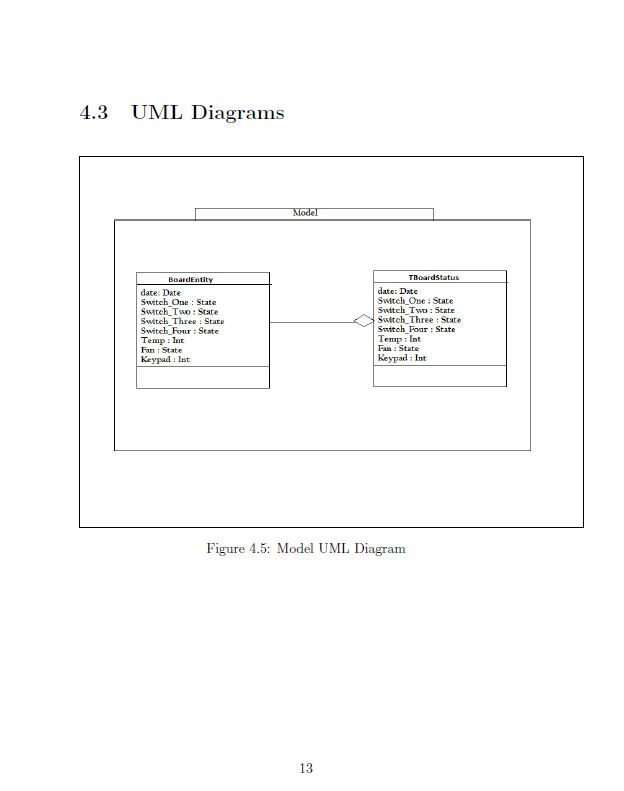 4.3 UML Diagrams
Model
BoardEntity
date: Date
Switch_One : State
Switch_Two : State
Switch_Three : State
Switch_Four : State
Temp : Int
Fan : State
Keypad : Int
TBoardStatus
date: Date
Switch_One : State
Switch_Two : State
Switch_Three : State
Switch_Four : State
Temp : Int
Fan : State
Keypad : Int
Figure 4.5: Model UML Diagram
13